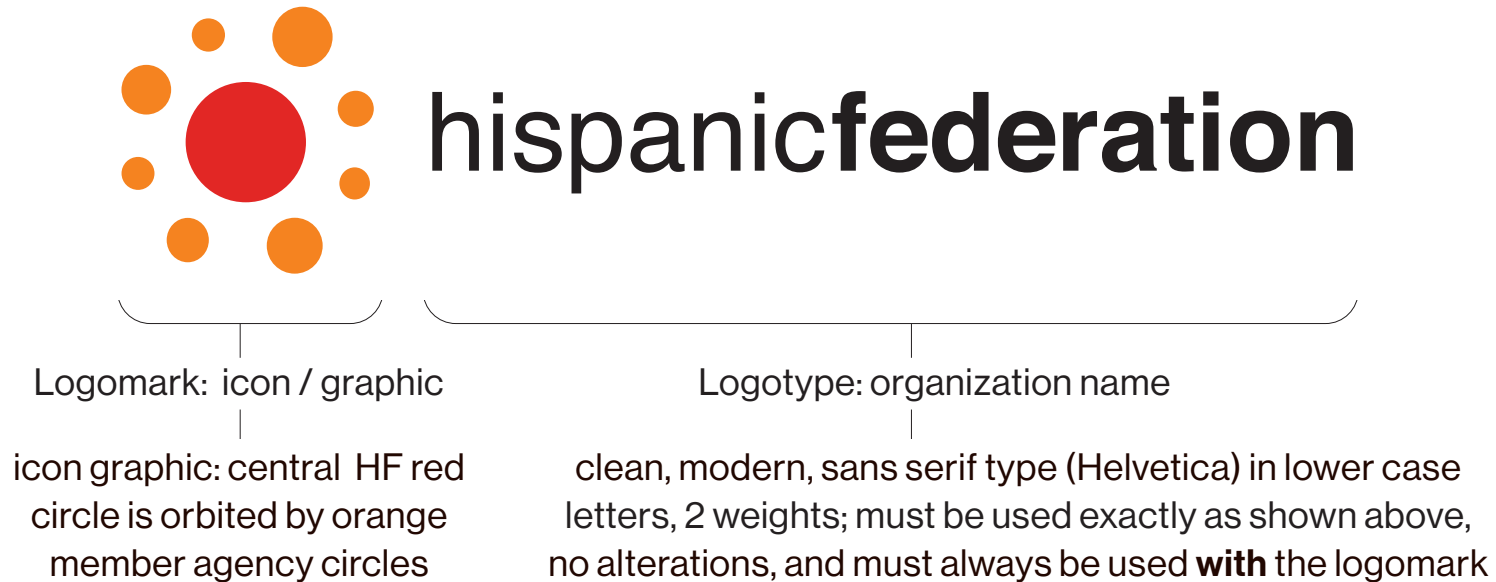 hispanicfederation
Logomark: icon / graphic
Logotype: organization name
icon graphic: central HF red
circle is orbited by orange
member agency circles
clean, modern, sans serif type (Helvetica) in lower case
letters, 2 weights; must be used exactly as shown above,
no alterations, and must always be used with the logomark